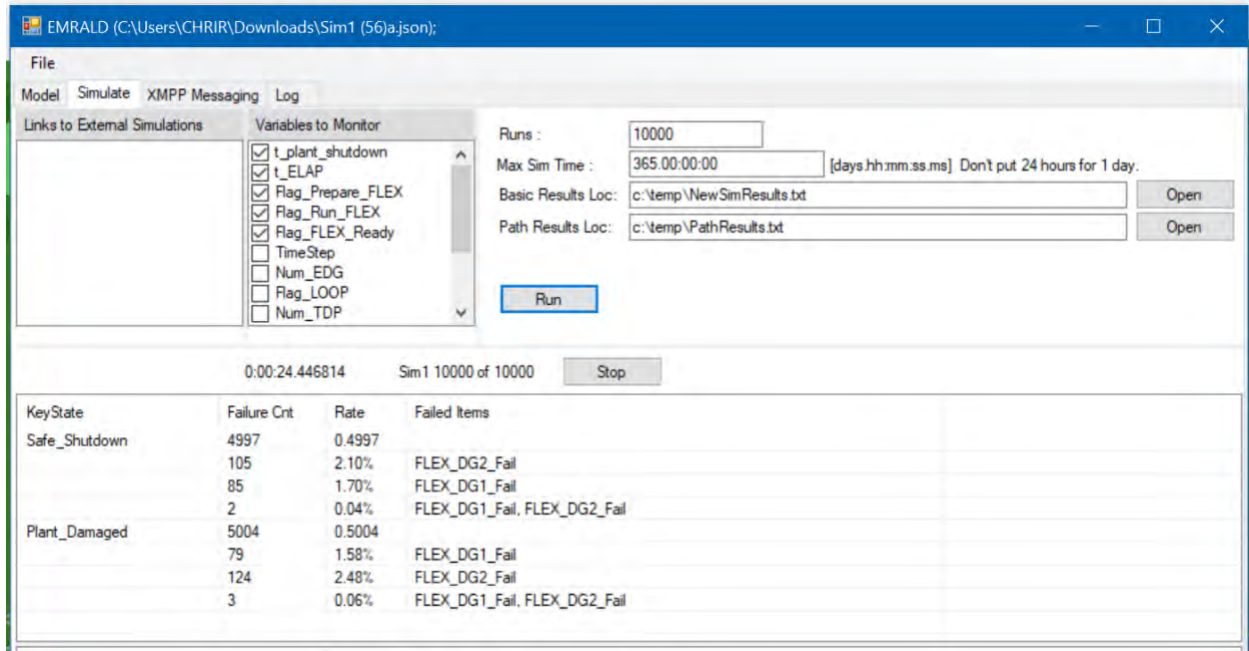 EMRALD (C:\Users\CHRIR\Downloads\Sim1 (56)a.json);
File
Model Simulate XMPP Messaging Log
Links to External Simulations
Variables to Monitor
t_plant_shutdown
t_ELAP
Flag_Prepare_FLEX
Flag_Run_FLEX
Flag_FLEX_Ready
TimeStep
Num_EDG
Flag_LOOP
Num_TDP
Runs : 10000
Max Sim Time : 365.00:00:00 [days.hh:mm:ss.ms] Don't put 24 hours for 1 day.
Basic Results Loc: c:\temp\NewSimResults.txt Open
Path Results Loc: c:\temp\PathResults.txt Open
Run
0:00:24.446814 Sim1 10000 of 10000 Stop
KeyState Failure Cnt Rate Failed Items
Safe_Shutdown 4997 0.4997
105 2.10% FLEX_DG2_Fail
85 1.70% FLEX_DG1_Fail
2 0.04% FLEX_DG1_Fail, FLEX_DG2_Fail
Plant_Damaged 5004 0.5004
79 1.58% FLEX_DG1_Fail
124 2.48% FLEX_DG2_Fail
3 0.06% FLEX_DG1_Fail, FLEX_DG2_Fail